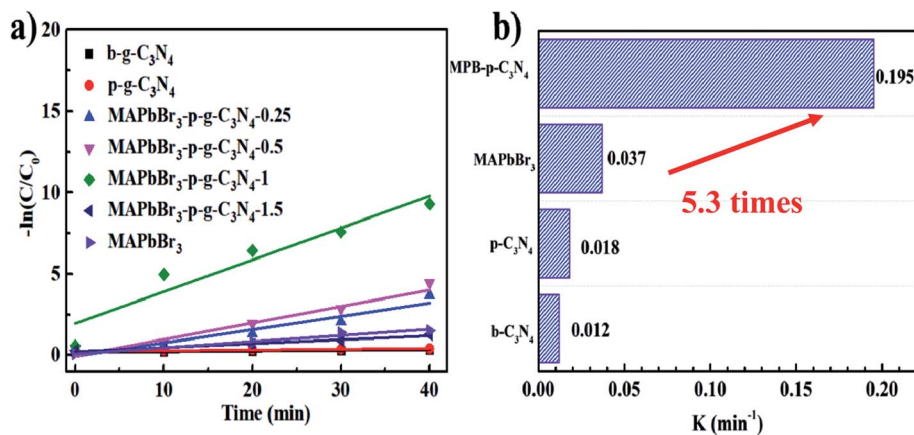 a)
-20
15
10
5
0
-ln(C/C₀)
b-g-C₃N₄
p-g-C₃N₄
MAPbBr₃-p-g-C₃N₄-0.25
MAPbBr₃-p-g-C₃N₄-0.5
MAPbBr₃-p-g-C₃N₄-1
MAPbBr₃-p-g-C₃N₄-1.5
MAPbBr₃
0 10 20 30 40
Time (min)
b)
MPB-p-C₃N₄
0.195
MAPbBr₃
0.037
5.3 times
p-C₃N₄
0.018
b-C₃N₄
0.012
0.00 0.05 0.10 0.15 0.20
K (min⁻¹)